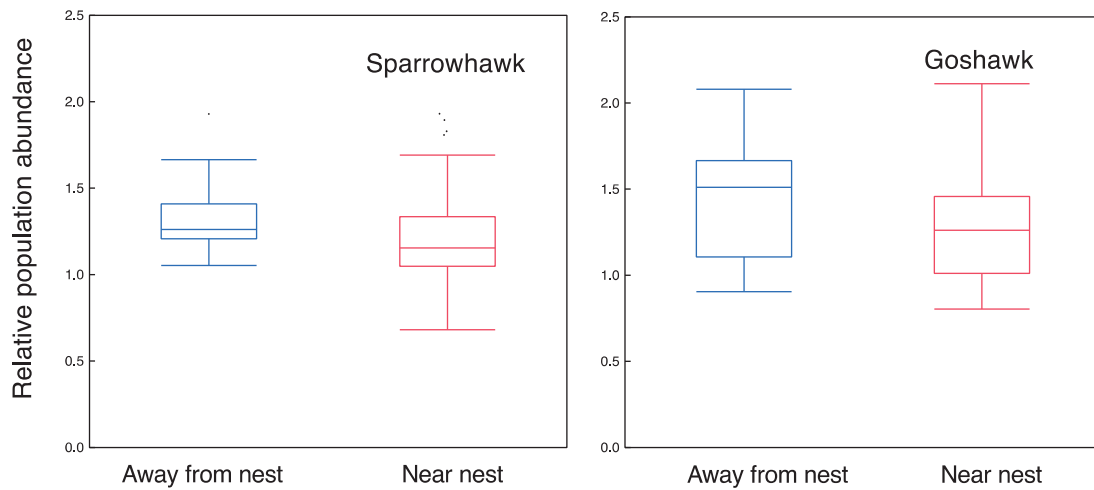 Relative population abundance
2.5
2.0
1.5
1.0
0.5
0.0
Sparrowhawk
Away from nest
Near nest
2.5
2.0
1.5
1.0
0.5
0.0
Goshawk
Away from nest
Near nest